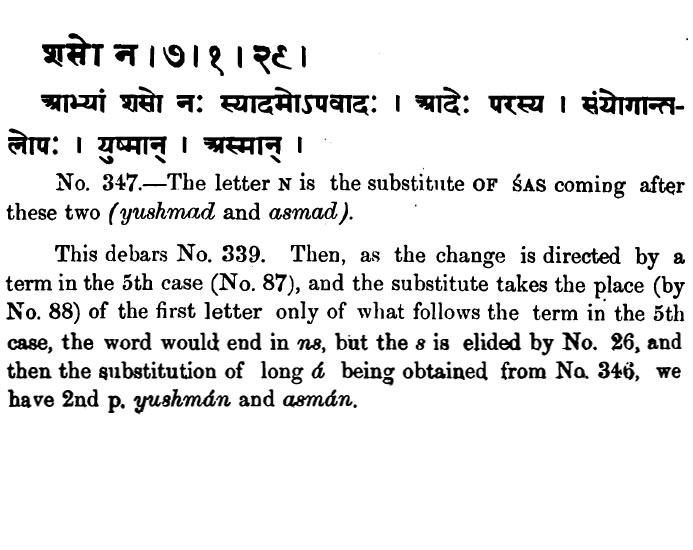 शसो न । ७ । १ । २९ ।
आभ्यां शसो नः स्यादमोऽपवादः । आदेः परस्य । संयोगान्त-
लोपः । युष्मान् । अस्मान् ।
No. 347.—The letter N is the substitute OF ŚAS coming after
these two (yushmad and asmad).
This debars No. 339. Then, as the change is directed by a
term in the 5th case (No. 87), and the substitute takes the place (by
No. 88) of the first letter only of what follows the term in the 5th
case, the word would end in ns, but the s is elided by No. 26, and
then the substitution of long á being obtained from No. 346, we
have 2nd p. yushmán and asmán.